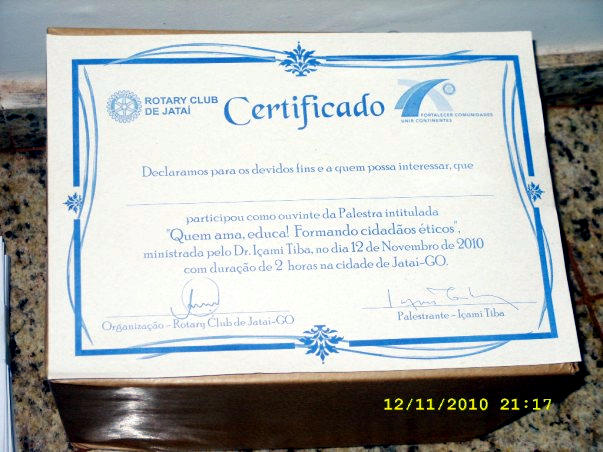 ROTARY CLUB
DE JATAÍ
Certificado
FORTALECER COMUNIDADES
UNIR CONTINENTES
Declaramos para os devidos fins e a quem possa interessar, que
participou como ouvinte da Palestra intitulada
"Quem ama, educa! Formando cidadãos éticos",
ministrada pelo Dr. Içami Tiba, no dia 12 de Novembro de 2010
com duração de 2 horas na cidade de Jataí-GO.
Organização - Rotary Club de Jataí-GO
Palestrante - Içami Tiba
12/11/2010 21:17